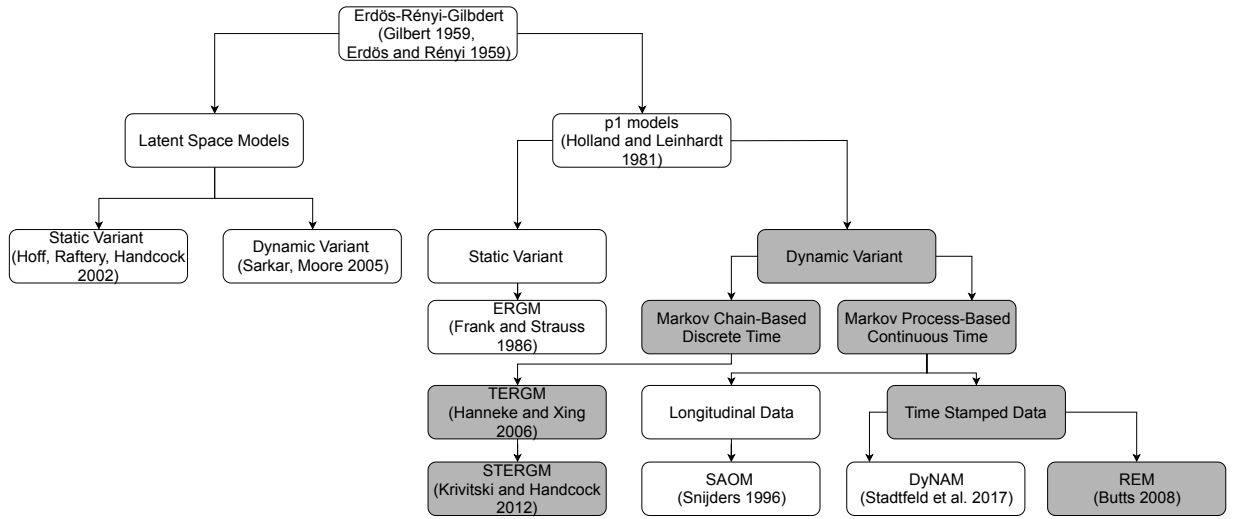 Erdös-Rényi-Gilbdert
(Gilbert 1959,
Erdös and Rényi 1959)
Latent Space Models
p1 models
(Holland and Leinhardt
1981)
Static Variant
(Hoff, Raftery, Handcock
2002)
Dynamic Variant
(Sarkar, Moore 2005)
Static Variant
Dynamic Variant
ERGM
(Frank and Strauss
1986)
Markov Chain-Based
Discrete Time
Markov Process-Based
Continuous Time
TERGM
(Hanneke and Xing
2006)
Longitudinal Data
Time Stamped Data
STERGM
(Krivitski and Handcock
2012)
SAOM
(Snijders 1996)
DyNAM
(Stadtfeld et al. 2017)
REM
(Butts 2008)